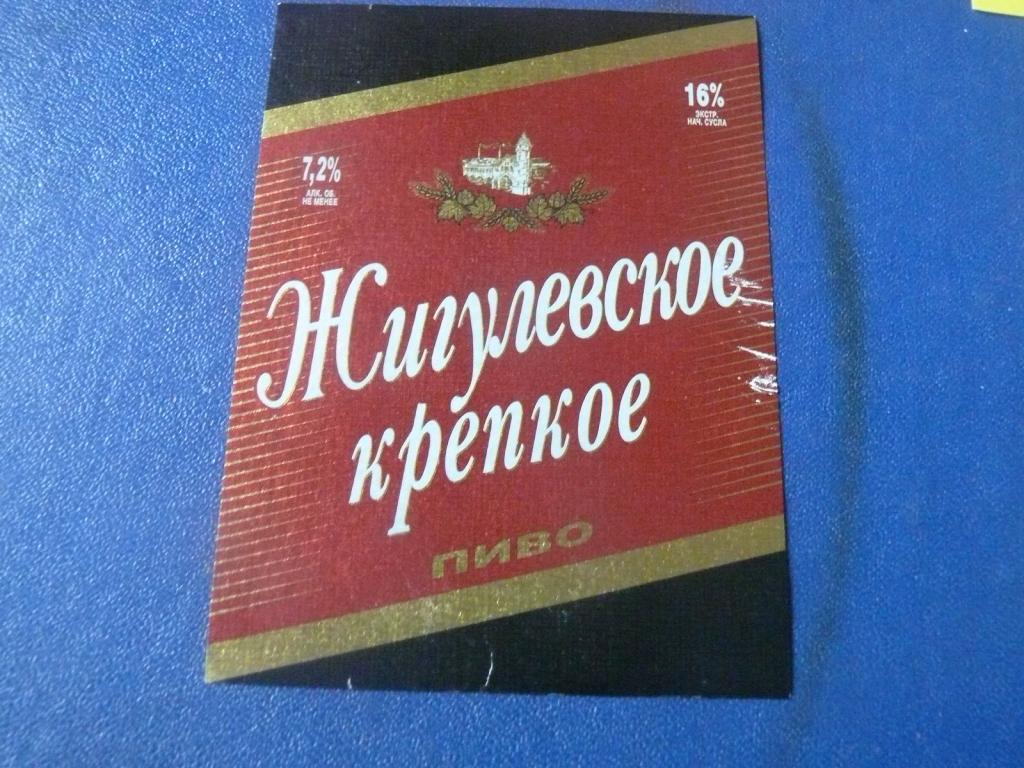 16%
ЭКСТР.
НАЧ. СУСЛА
7,2%
АЛК. ОБ.
НЕ МЕНЕЕ
Жигулевское
крепкое
ПИВО